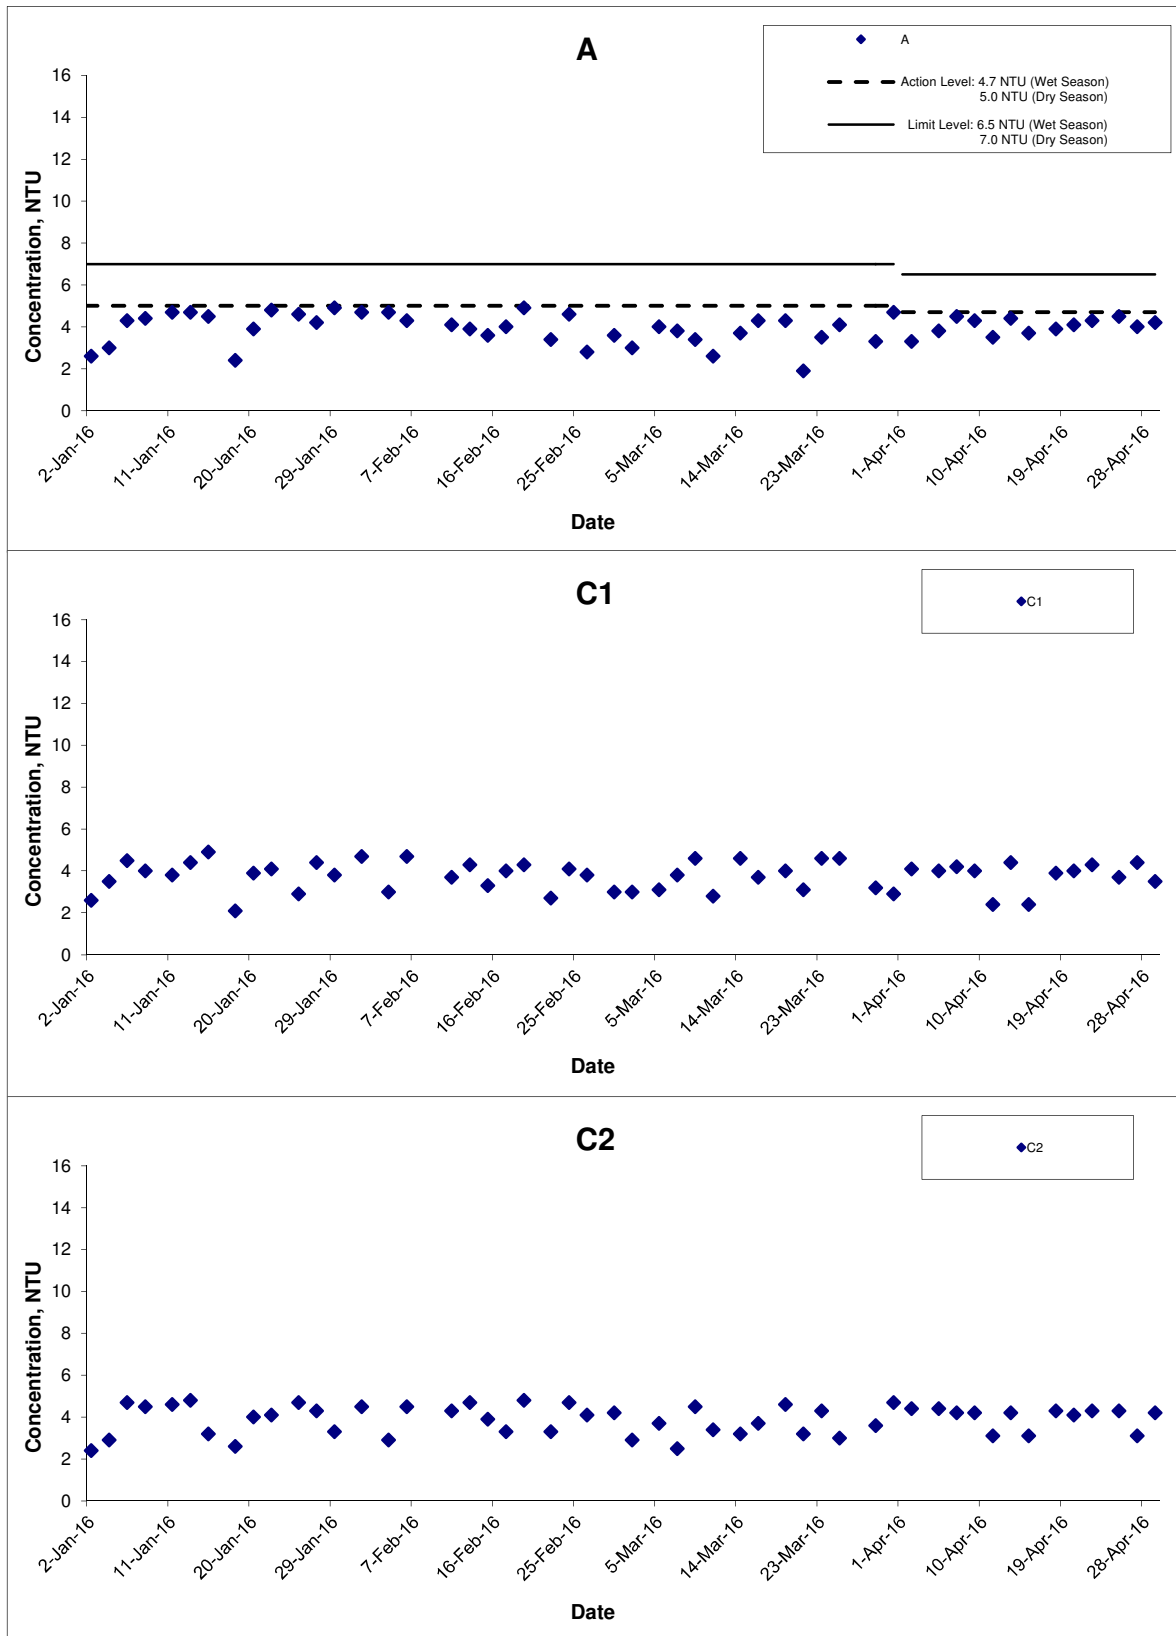 A
A
Action Level: 4.7 NTU (Wet Season)
5.0 NTU (Dry Season)
Limit Level: 6.5 NTU (Wet Season)
7.0 NTU (Dry Season)
Concentration, NTU
16
14
12
10
8
6
4
2
0
2-Jan-16 11-Jan-16 20-Jan-16 29-Jan-16 7-Feb-16 16-Feb-16 25-Feb-16 5-Mar-16 14-Mar-16 23-Mar-16 1-Apr-16 10-Apr-16 19-Apr-16 28-Apr-16
Date
C1
C1
Concentration, NTU
16
14
12
10
8
6
4
2
0
2-Jan-16 11-Jan-16 20-Jan-16 29-Jan-16 7-Feb-16 16-Feb-16 25-Feb-16 5-Mar-16 14-Mar-16 23-Mar-16 1-Apr-16 10-Apr-16 19-Apr-16 28-Apr-16
Date
C2
C2
Concentration, NTU
16
14
12
10
8
6
4
2
0
2-Jan-16 11-Jan-16 20-Jan-16 29-Jan-16 7-Feb-16 16-Feb-16 25-Feb-16 5-Mar-16 14-Mar-16 23-Mar-16 1-Apr-16 10-Apr-16 19-Apr-16 28-Apr-16
Date